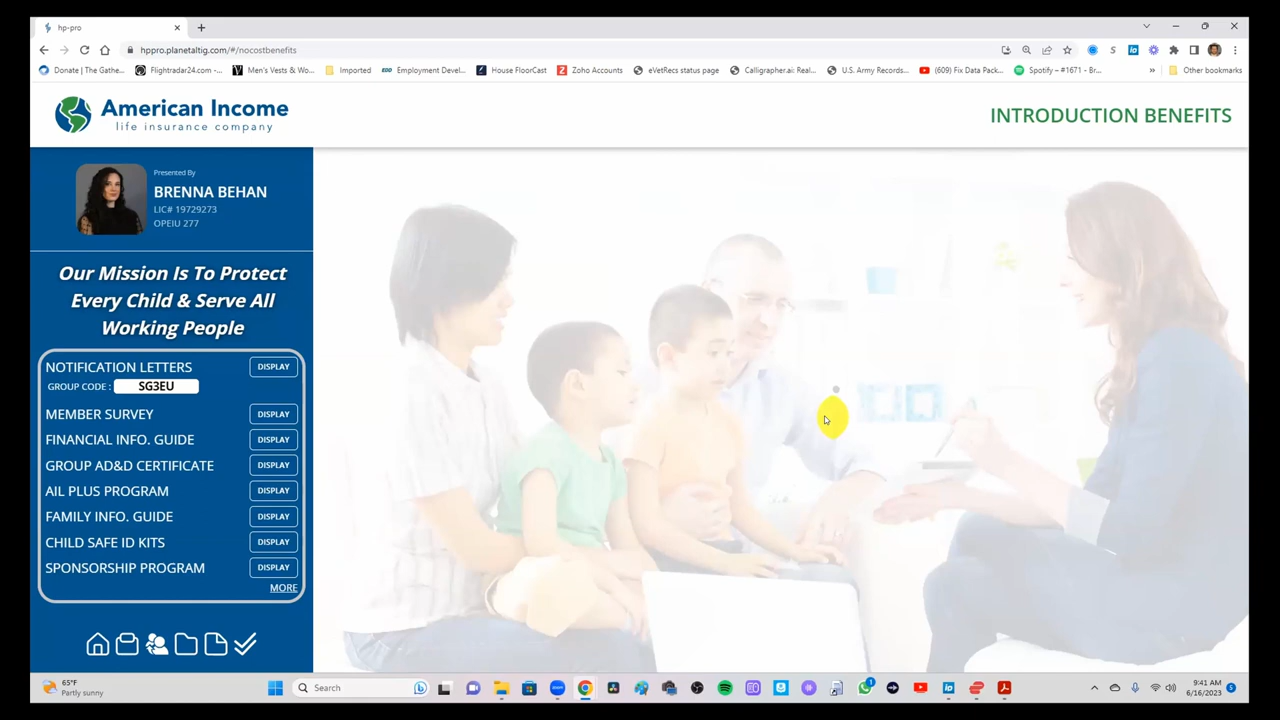 hp-pro
hppro.planetaltig.com/#/nocostbenefits
Donate | The Gathe...
Flightradar24.com -...
Men's Vests & Wo...
Imported
EDD Employment Devel...
House FloorCast
Zoho Accounts
eVetRecs status page
Calligrapher.ai: Real...
U.S. Army Records...
(609) Fix Data Pack...
Spotify – #1671 - Br...
Other bookmarks
American Income
life insurance company
INTRODUCTION BENEFITS
Presented By
BRENNA BEHAN
LIC# 19729273
OPEIU 277
Our Mission Is To Protect
Every Child & Serve All
Working People
NOTIFICATION LETTERS DISPLAY
GROUP CODE : SG3EU
MEMBER SURVEY DISPLAY
FINANCIAL INFO. GUIDE DISPLAY
GROUP AD&D CERTIFICATE DISPLAY
AIL PLUS PROGRAM DISPLAY
FAMILY INFO. GUIDE DISPLAY
CHILD SAFE ID KITS DISPLAY
SPONSORSHIP PROGRAM DISPLAY
MORE
65°F
Partly sunny
Search
9:41 AM
6/16/2023